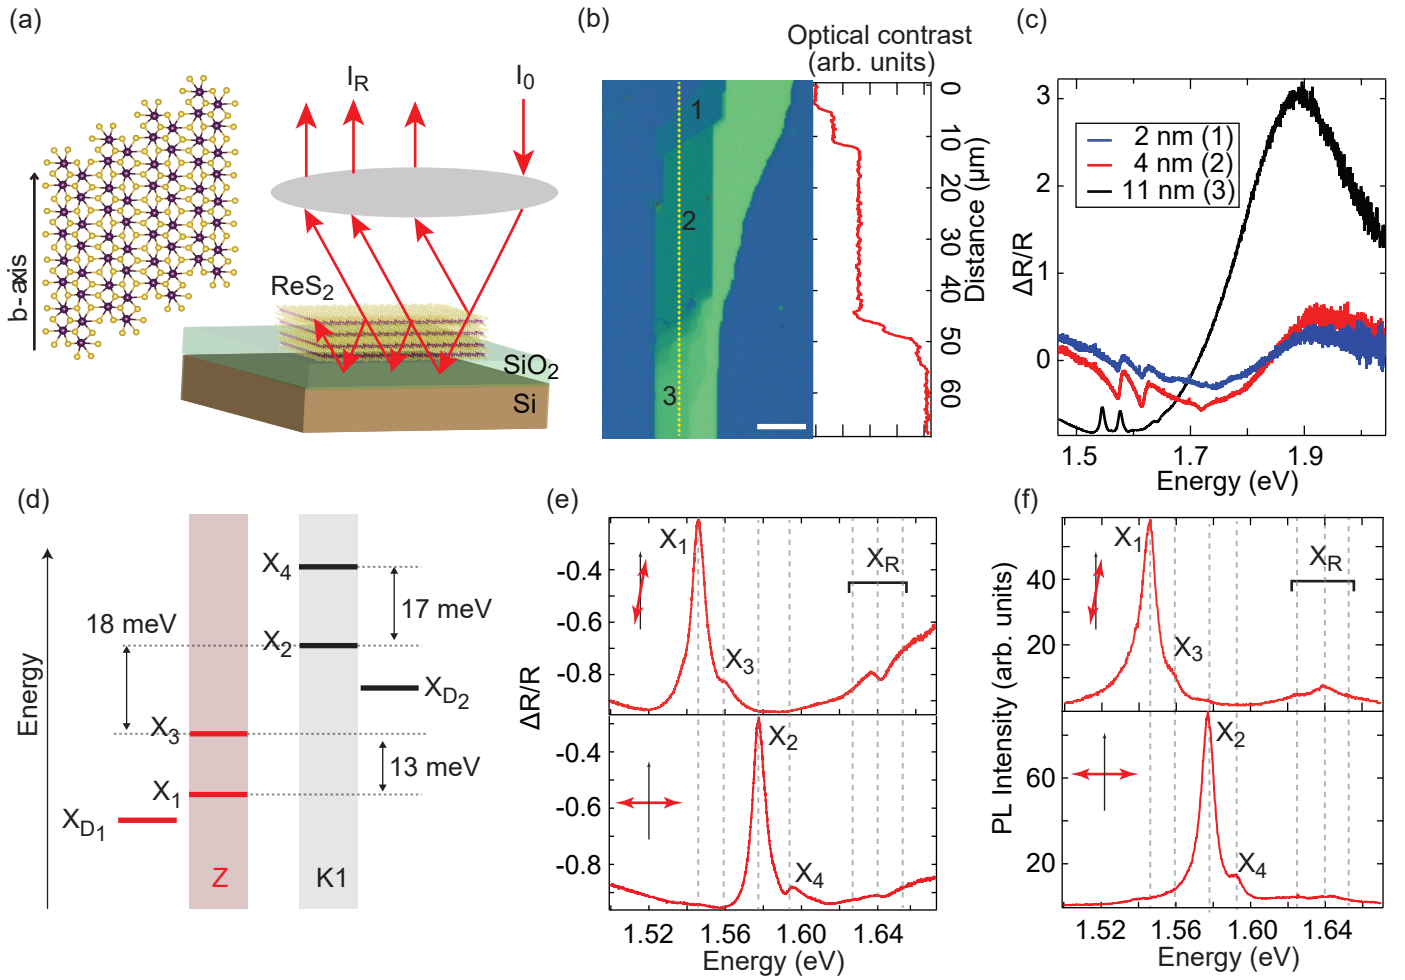 (a)
b-axis
I_R
I_0
ReS_2
SiO_2
Si
(b)
Optical contrast
(arb. units)
1
2
3
0
10
20
30
40
50
60
Distance (µm)
(c)
3
2
1
0
ΔR/R
2 nm (1)
4 nm (2)
11 nm (3)
1.5
1.7
1.9
Energy (eV)
(d)
Energy
X_4
17 meV
18 meV
X_2
X_D2
X_3
13 meV
X_1
X_D1
Z
K1
(e)
X_1
X_R
X_3
-0.4
-0.6
-0.8
ΔR/R
X_2
X_4
-0.4
-0.6
-0.8
1.52
1.56
1.60
1.64
Energy (eV)
(f)
X_1
X_R
X_3
40
20
PL Intensity (arb. units)
X_2
X_4
60
20
1.52
1.56
1.60
1.64
Energy (eV)